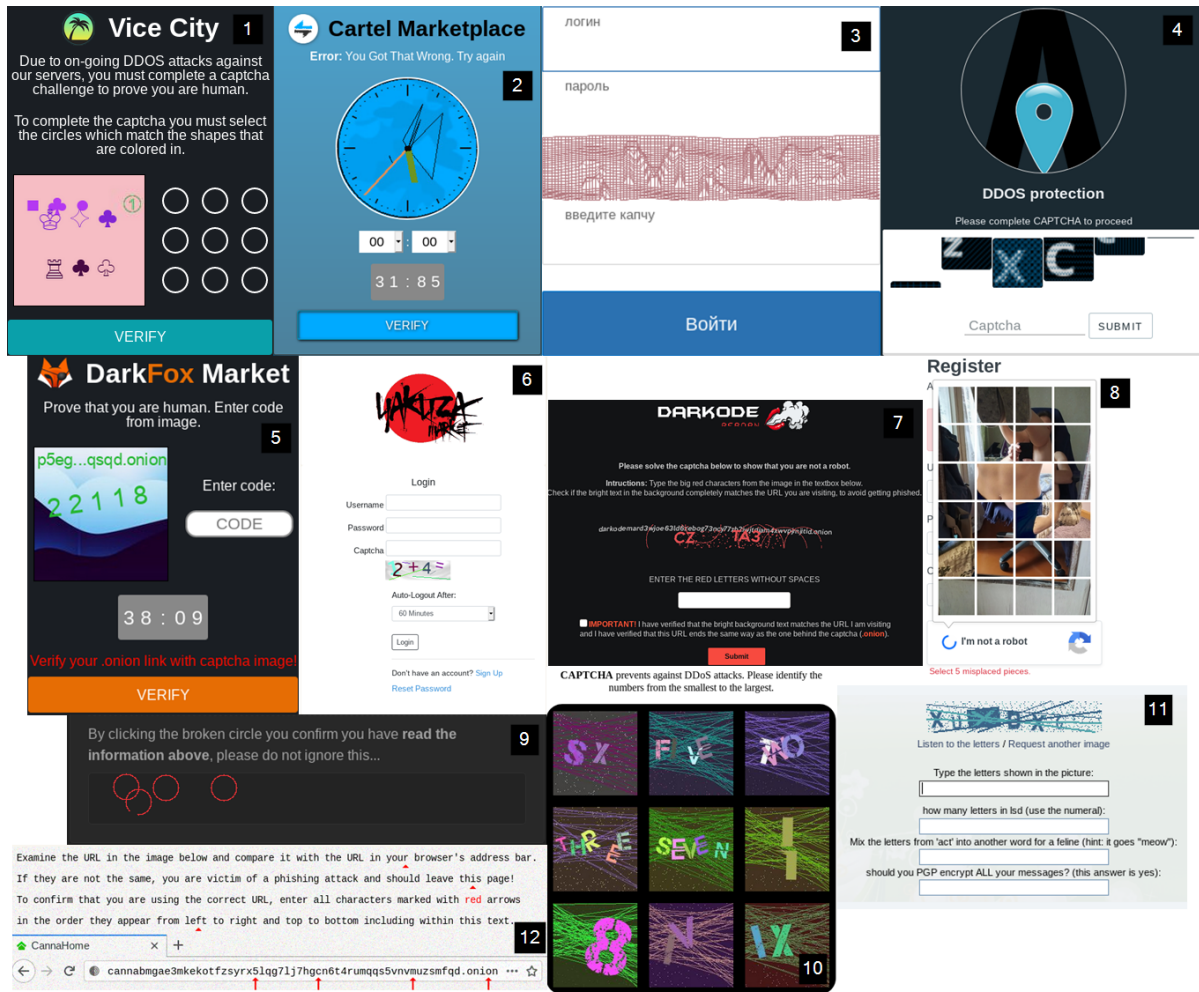 Vice City
1
Due to on-going DDOS attacks against
our servers, you must complete a captcha
challenge to prove you are human.
To complete the captcha you must select
the circles which match the shapes that
are colored in.
1
VERIFY
Cartel Marketplace
Error: You Got That Wrong. Try again
2
00 : 00
31:85
VERIFY
логин
3
пароль
введите капчу
Войти
4
DDOS protection
Please complete CAPTCHA to proceed
Z X C
Captcha
SUBMIT
DarkFox Market
Prove that you are human. Enter code
from image.
5
p5eg...qsqd.onion
22118
Enter code:
CODE
38:09
Verify your .onion link with captcha image!
VERIFY
6
YAKUZA
MARKET
Login
Username
Password
Captcha
2+4=
Auto-Logout After:
60 Minutes
Login
Don't have an account? Sign Up
Reset Password
DARKODE
REBORN
7
Please solve the captcha below to show that you are not a robot.
Intructions: Type the big red characters from the image in the textbox below.
Check if the bright text in the background completely matches the URL you are visiting, to avoid getting phished.
CZ TA3
ENTER THE RED LETTERS WITHOUT SPACES
IMPORTANT! I have verified that the bright background text matches the URL I am visiting
and I have verified that this URL ends the same way as the one behind the captcha (.onion).
Submit
Register
8
I'm not a robot
Select 5 misplaced pieces.
By clicking the broken circle you confirm you have read the
information above, please do not ignore this...
9
CAPTCHA prevents against DDoS attacks. Please identify the
numbers from the smallest to the largest.
SX FIVE
THREE SEVEN
8 IX
10
11
Listen to the letters / Request another image
Type the letters shown in the picture:
how many letters in lsd (use the numeral):
Mix the letters from 'act' into another word for a feline (hint: it goes "meow"):
should you PGP encrypt ALL your messages? (this answer is yes):
Examine the URL in the image below and compare it with the URL in your browser's address bar.
If they are not the same, you are victim of a phishing attack and should leave this page!
To confirm that you are using the correct URL, enter all characters marked with red arrows
in the order they appear from left to right and top to bottom including within this text.
12
CannaHome × +
cannabmgae3mkekotfzsyrx5lqg7lj7hgcn6t4rumqqs5vnvmuzsmfqd.onion